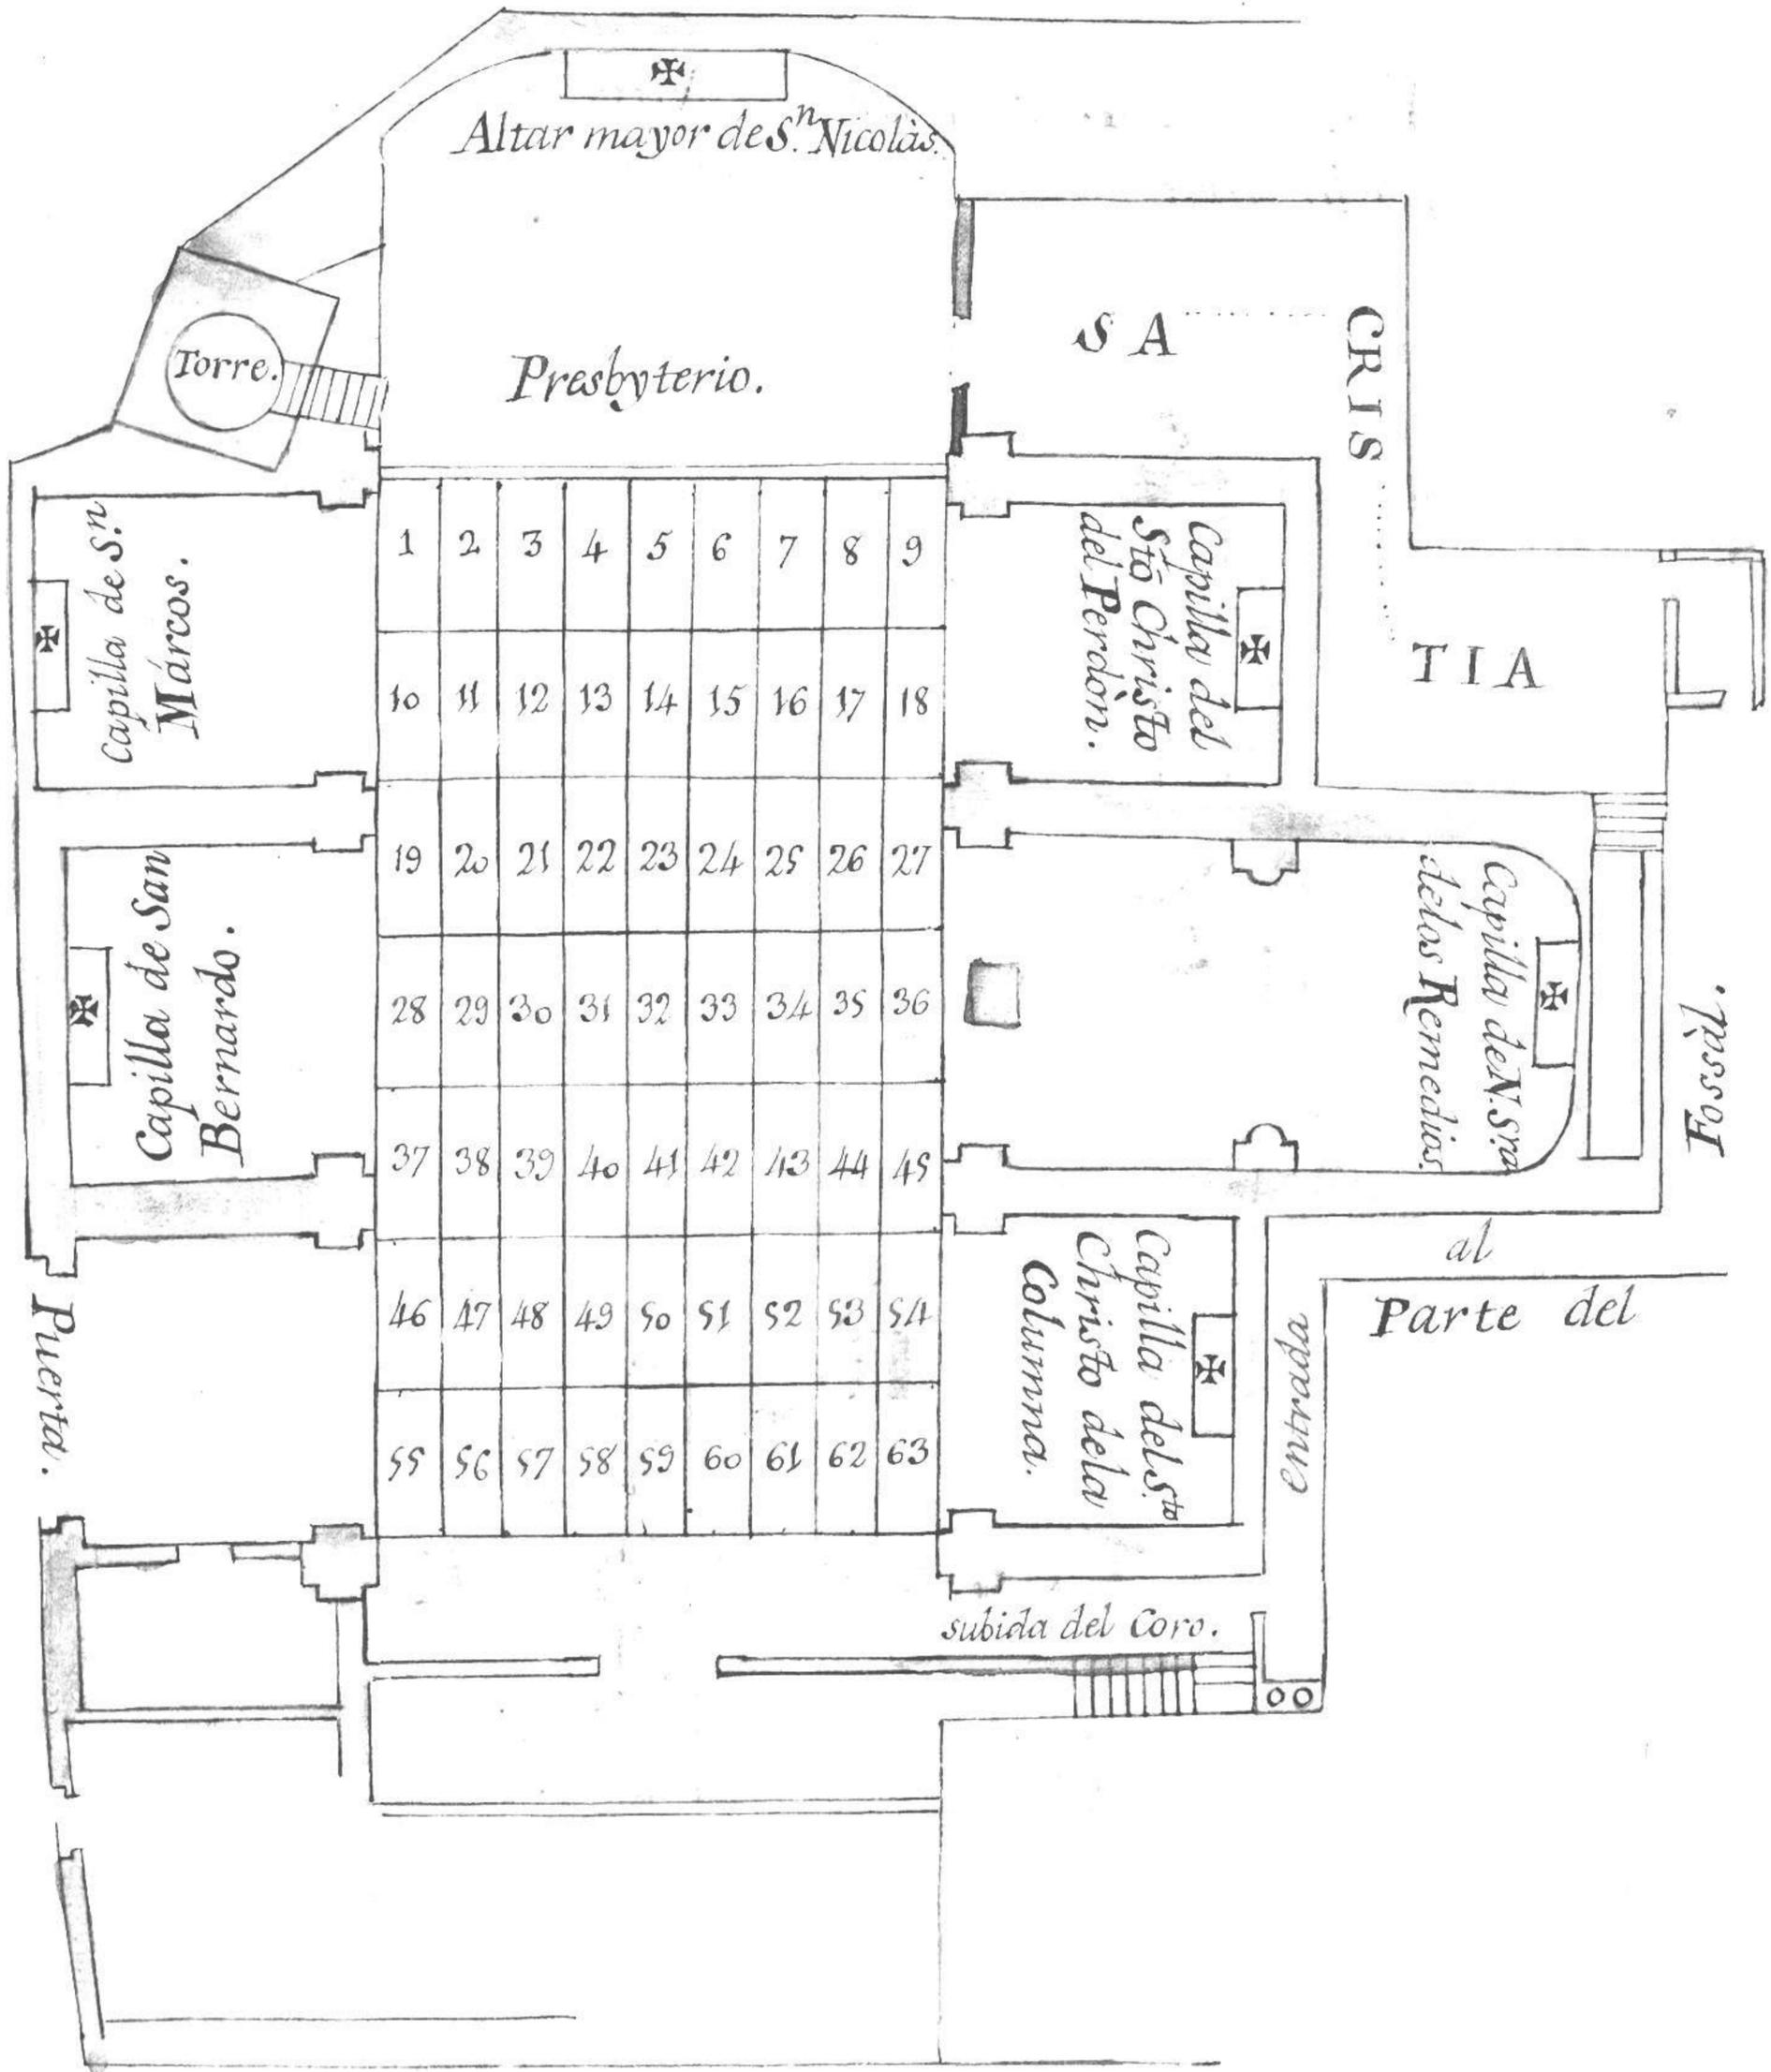 Altar mayor de S.n Nicolàs.
Torre.
Presbyterio.
SA
CRIS
TIA
Capilla de S.n
Márcos.
1 2 3 4 5 6 7 8 9
10 11 12 13 14 15 16 17 18
Capilla del
Sto Christo
del Perdòn.
Capilla de San
Bernardo.
19 20 21 22 23 24 25 26 27
28 29 30 31 32 33 34 35 36
37 38 39 40 41 42 43 44 45
Capilla de N. Sra
delos Remedios.
Fossàl.
Puerta.
46 47 48 49 50 51 52 53 54
55 56 57 58 59 60 61 62 63
Capilla del S.to
Christo dela
Columna.
entrada
al
Parte del
subida del Coro.